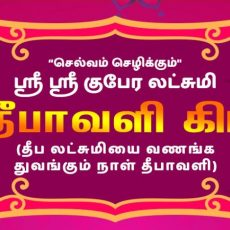 "செல்வம் செழிக்கும்"
ஸ்ரீ ஸ்ரீ குபேர லட்சுமி
தீபாவளி கி
(தீப லட்சுமியை வணங்க
துவங்கும் நாள் தீபாவளி)